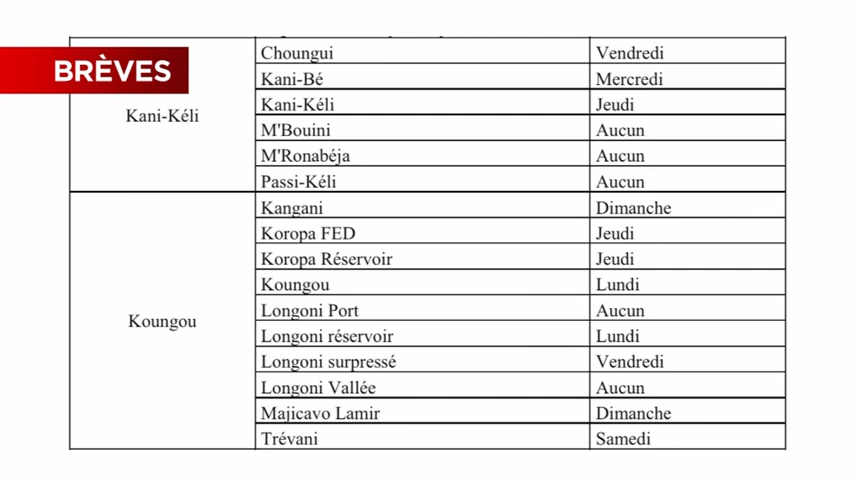 BRÈVES
Kani-Kéli
Choungui Vendredi
Kani-Bé Mercredi
Kani-Kéli Jeudi
M'Bouini Aucun
M'Ronabéja Aucun
Passi-Kéli Aucun
Koungou
Kangani Dimanche
Koropa FED Jeudi
Koropa Réservoir Jeudi
Koungou Lundi
Longoni Port Aucun
Longoni réservoir Lundi
Longoni surpressé Vendredi
Longoni Vallée Aucun
Majicavo Lamir Dimanche
Trévani Samedi